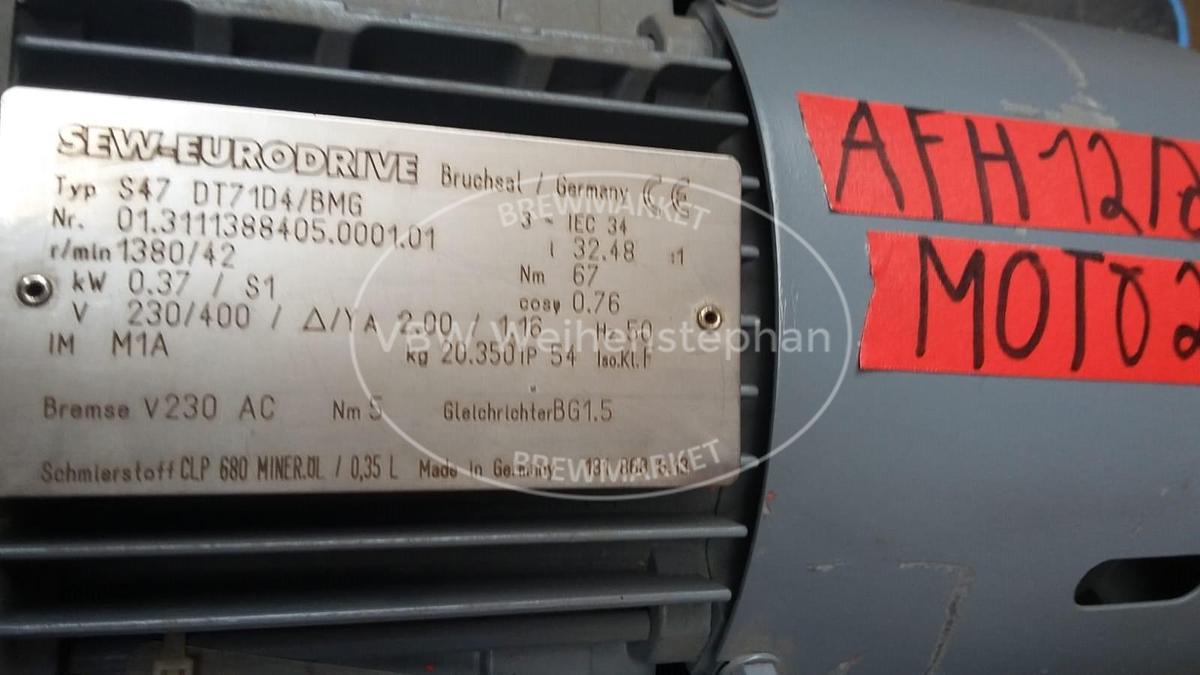 SEW-EURODRIVE Bruchsal / Germany CE
Typ S47 DT71D4/BMG 3 ~ IEC 34
Nr. 01.3111388405.0001.01 i 32.48 :1
r/min 1380/42 Nm 67
kW 0.37 / S1 cosφ 0.76
V 230/400 / Δ/Y A 2.00 / 1.16 Hz 50
IM M1A kg 20.350 IP 54 Iso.Kl. F
Bremse V230 AC Nm 5 Gleichrichter BG1.5
Schmierstoff CLP 680 MINER.ÖL / 0,35 L Made in Germany
AFH 12
MOTO 2
BREWMARKET
VBW Weihenstephan
BREWMARKET